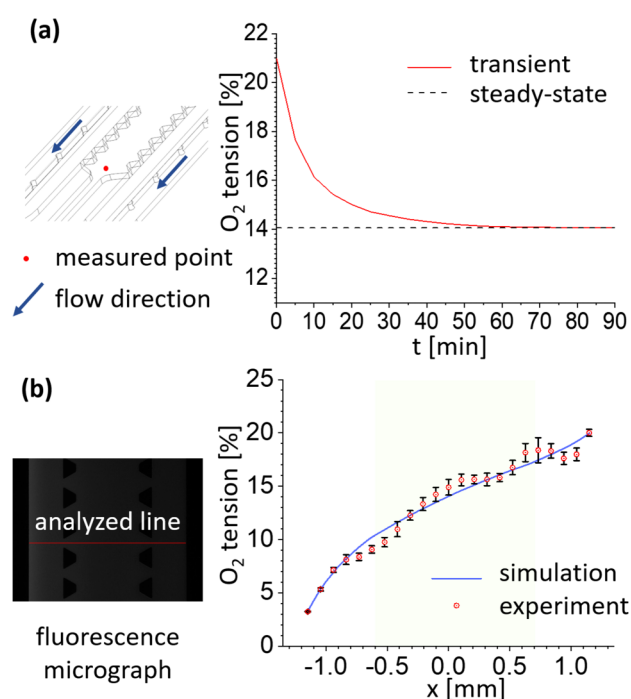 (a)
O₂ tension [%]
22
20
18
16
14
12
0 10 20 30 40 50 60 70 80 90
t [min]
transient
steady-state
measured point
flow direction
(b)
analyzed line
fluorescence
micrograph
O₂ tension [%]
25
20
15
10
5
0
-1.0 -0.5 0.0 0.5 1.0
x [mm]
simulation
experiment